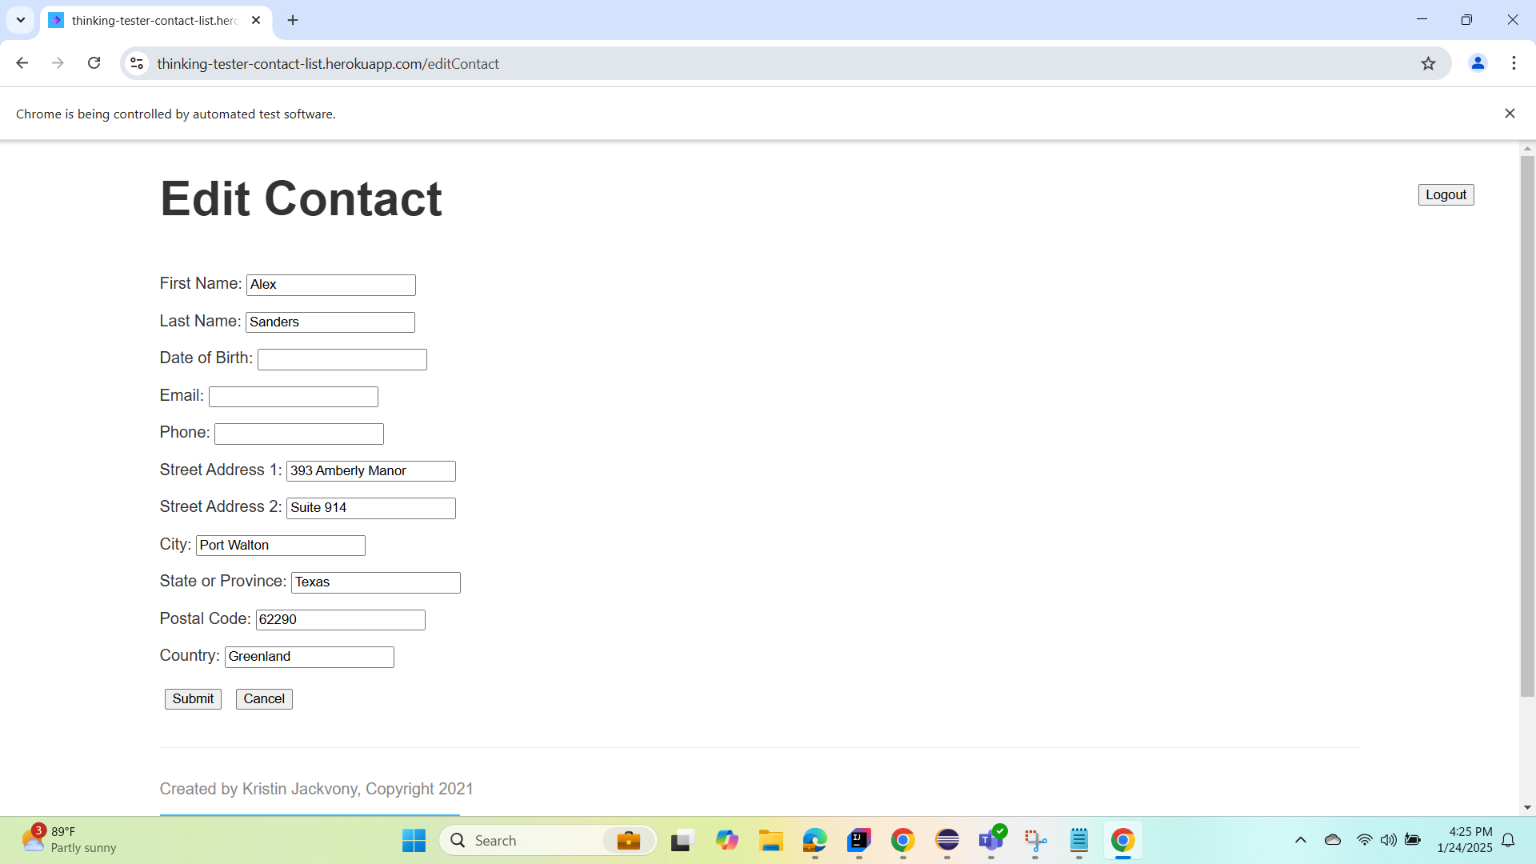 thinking-tester-contact-list.herc
thinking-tester-contact-list.herokuapp.com/editContact
Chrome is being controlled by automated test software.
Edit Contact
Logout
First Name: Alex
Last Name: Sanders
Date of Birth:
Email:
Phone:
Street Address 1: 393 Amberly Manor
Street Address 2: Suite 914
City: Port Walton
State or Province: Texas
Postal Code: 62290
Country: Greenland
Submit Cancel
Created by Kristin Jackvony, Copyright 2021
3
89°F
Partly sunny
Search
4:25 PM
1/24/2025